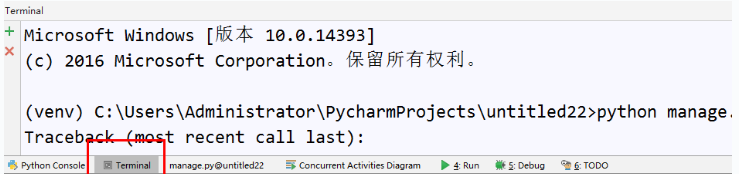 Terminal
Microsoft Windows [版本 10.0.14393]
(c) 2016 Microsoft Corporation。保留所有权利。
(venv) C:\Users\Administrator\PycharmProjects\untitled22>python manage.
Traceback (most recent call last):
Python Console Terminal manage.py@untitled22 Concurrent Activities Diagram 4: Run 5: Debug 6: TODO